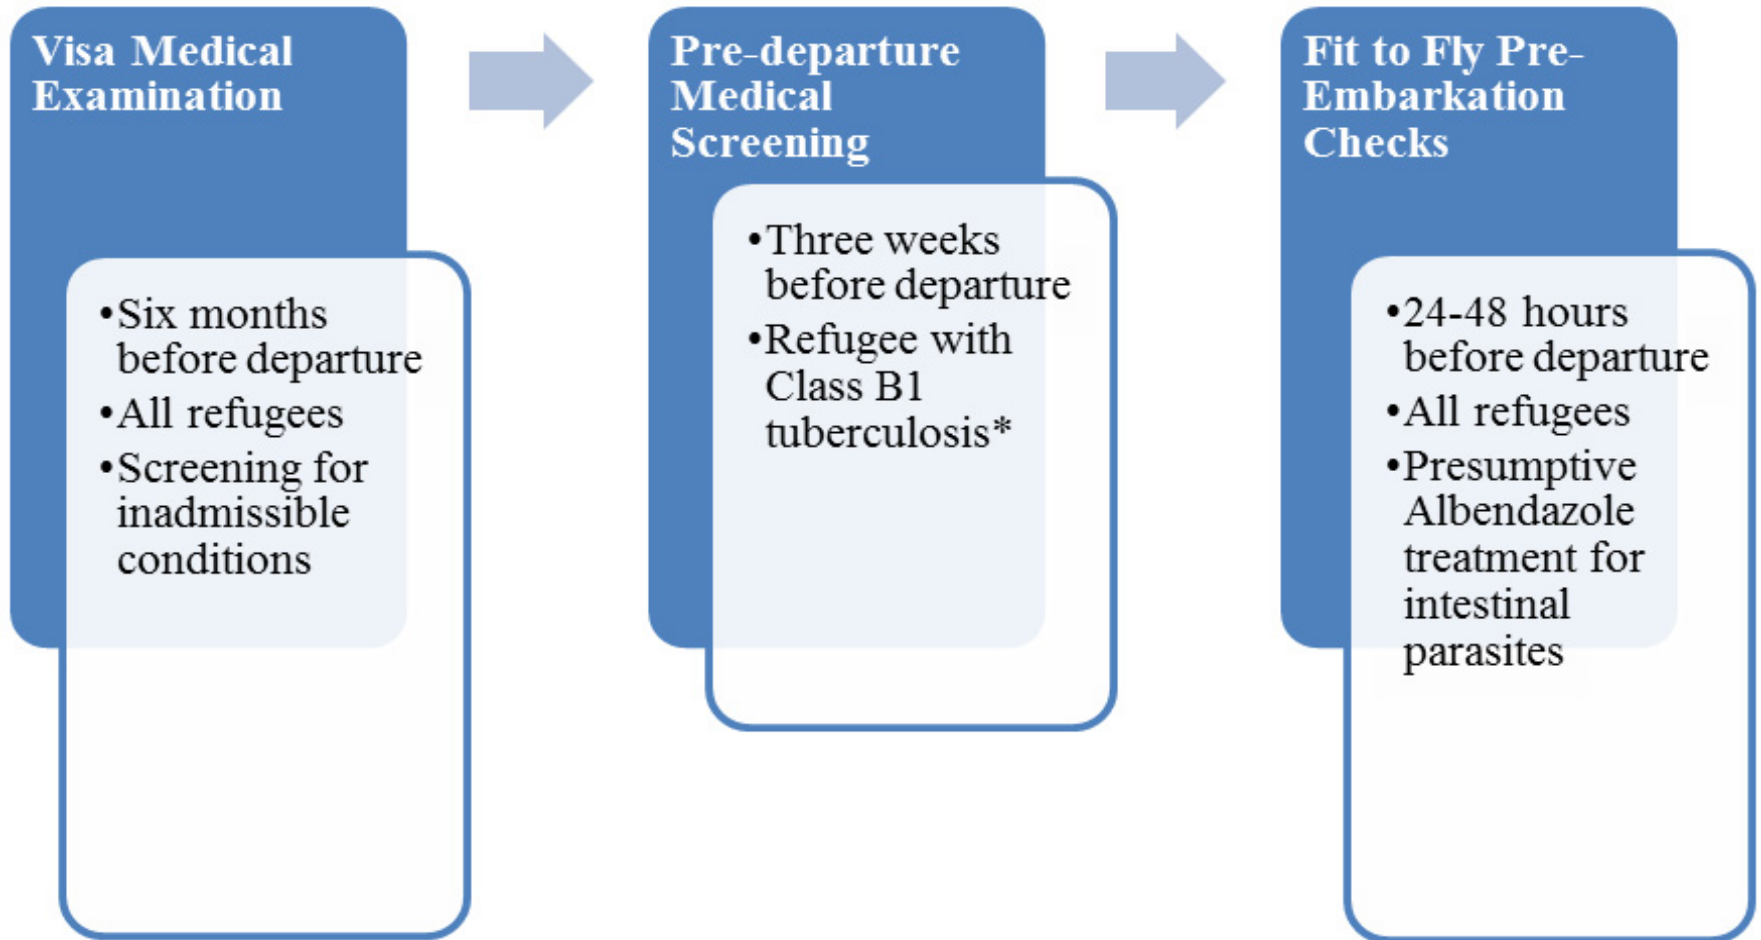 Visa Medical
Examination
•Six months
before departure
•All refugees
•Screening for
inadmissible
conditions
Pre-departure
Medical
Screening
•Three weeks
before departure
•Refugee with
Class B1
tuberculosis*
Fit to Fly Pre-
Embarkation
Checks
•24-48 hours
before departure
•All refugees
•Presumptive
Albendazole
treatment for
intestinal
parasites